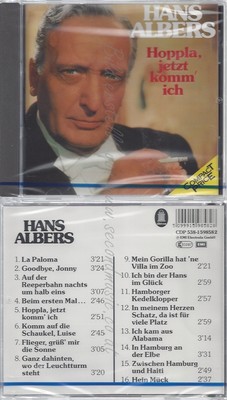 HANS
ALBERS
Hoppla,
jetzt
komm'
ich
COMPACT
PRICE
HANS
ALBERS
1. La Paloma 3'21
2. Goodbye, Jonny 3'24
3. Auf der
Reeperbahn nachts
um halb eins 3'07
4. Beim ersten Mal... 2'46
5. Hoppla, jetzt
komm' ich 2'51
6. Komm auf die
Schaukel, Luise 2'45
7. Flieger, grüß' mir
die Sonne 3'05
8. Ganz dahinten,
wo der Leuchtturm
steht 3'20
9. Mein Gorilla hat 'ne
Villa im Zoo 2'21
10. Ich bin der Hans
im Glück 2'59
11. Hamborger
Kedelklopper 2'57
12. In meinem Herzen
Schatz, da ist für
viele Platz 2'59
13. Ich kam aus
Alabama 3'14
14. In Hamburg an
der Elbe 3'31
15. Zwischen Hamburg
und Haiti 2'49
16. Hein Mück 2'37
EMI